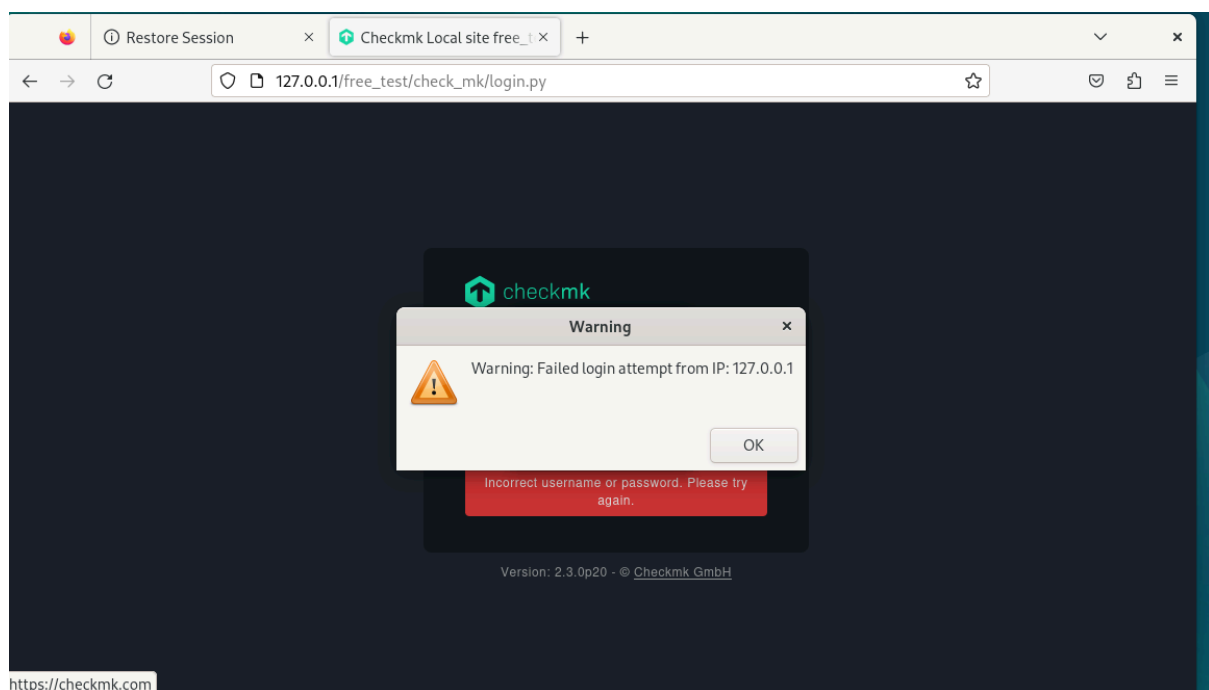 Restore Session
Checkmk Local site free_t
127.0.0.1/free_test/check_mk/login.py
checkmk
Warning
Warning: Failed login attempt from IP: 127.0.0.1
OK
Incorrect username or password. Please try
again.
Version: 2.3.0p20 - © Checkmk GmbH
https://checkmk.com